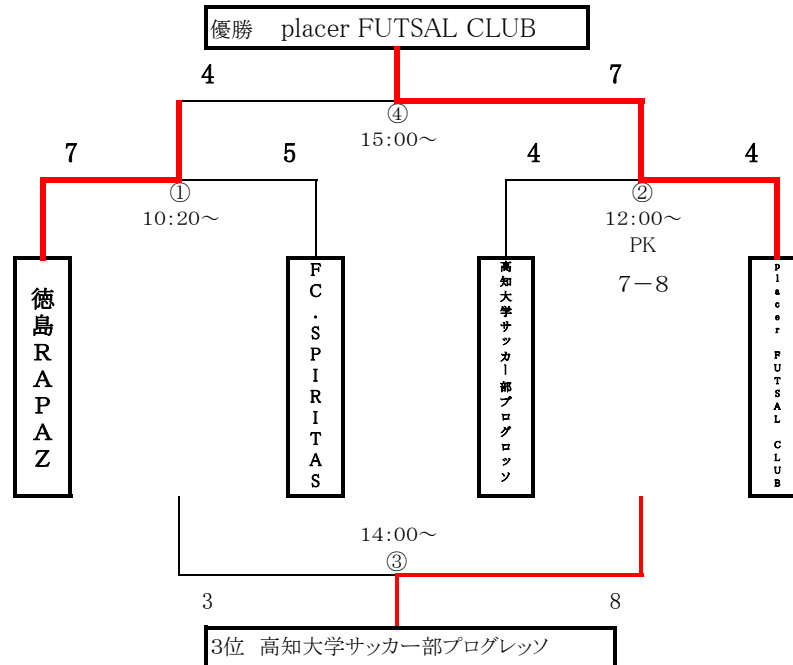 優勝 placer FUTSAL CLUB
4 7
④
15:00～
7 5 4 4
① ②
10:20～ 12:00～
PK
7－8
徳島RAPAZ
FC.SPIRITAS
高知大学サッカー部プログロッソ
placer FUTSAL CLUB
14:00～
③
3 8
3位 高知大学サッカー部プログレッソ